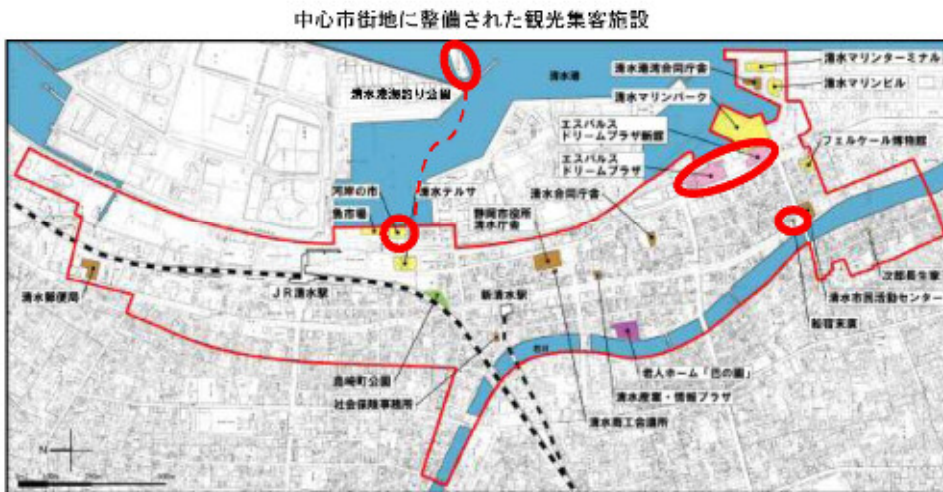 中心市街地に整備された観光集客施設
清水マリンターミナル
清水港湾合同庁舎
清水港
清水マリンビル
清水港海釣り公園
清水マリンパーク
エスパルス
ドリームプラザ新館
フェルケール博物館
エスパルス
ドリームプラザ
河岸の市
清水テルサ
清水合同庁舎
魚市場
静岡市役所
清水庁舎
次郎長生家
清水郵便局
JR清水駅
新清水駅
清水市民活動センター
船宿末廣
巴川
島崎町公園
老人ホーム「巴の園」
社会保険事務所
清水産業・情報プラザ
清水商工会議所
N